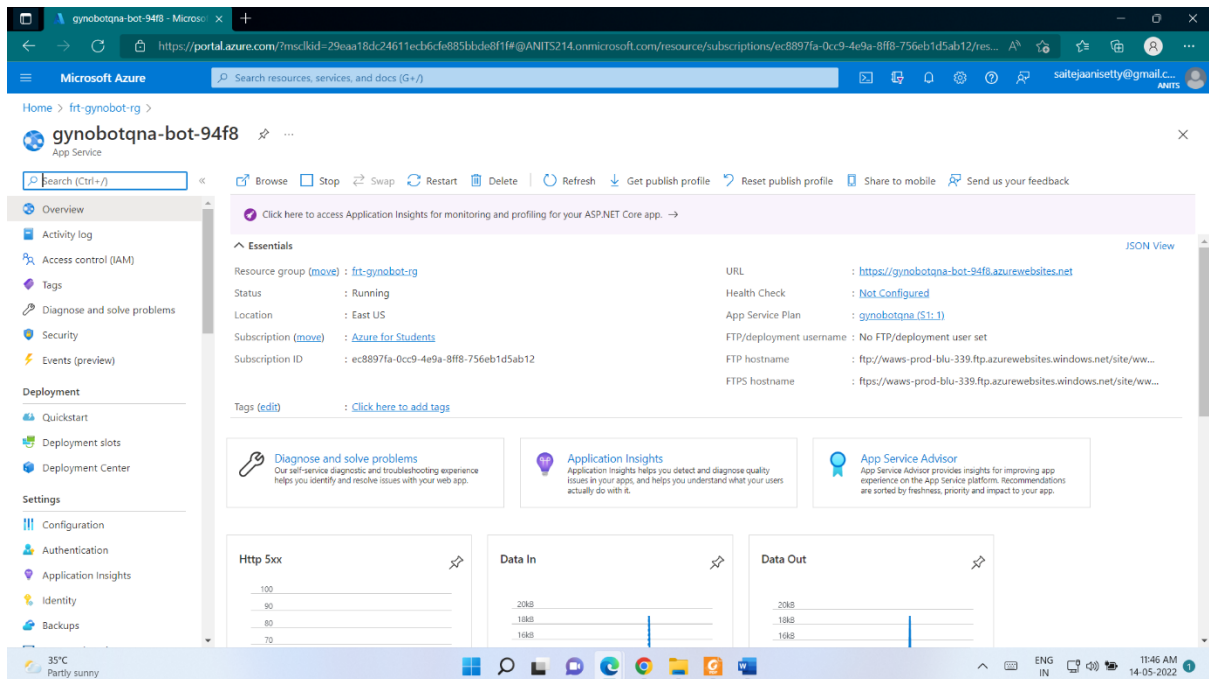 gynobotqna-bot-94f8 - Microso
https://portal.azure.com/?msclkid=29eaa18dc24611ecb6cfe885bbde8f1f#@ANITS214.onmicrosoft.com/resource/subscriptions/ec8897fa-0cc9-4e9a-8ff8-756eb1d5ab12/res...
Microsoft Azure
Search resources, services, and docs (G+/)
saitejaanisetty@gmail.c...
ANITS
Home > frt-gynobot-rg >
gynobotqna-bot-94f8
App Service
Search (Ctrl+/)
Browse Stop Swap Restart Delete Refresh Get publish profile Reset publish profile Share to mobile Send us your feedback
Overview
Activity log
Access control (IAM)
Tags
Diagnose and solve problems
Security
Events (preview)
Deployment
Quickstart
Deployment slots
Deployment Center
Settings
Configuration
Authentication
Application Insights
Identity
Backups
Click here to access Application Insights for monitoring and profiling for your ASP.NET Core app. →
Essentials
JSON View
Resource group (move) : frt-gynobot-rg
Status : Running
Location : East US
Subscription (move) : Azure for Students
Subscription ID : ec8897fa-0cc9-4e9a-8ff8-756eb1d5ab12
URL : https://gynobotqna-bot-94f8.azurewebsites.net
Health Check : Not Configured
App Service Plan : gynobotqna (S1: 1)
FTP/deployment username : No FTP/deployment user set
FTP hostname : ftp://waws-prod-blu-339.ftp.azurewebsites.windows.net/site/ww...
FTPS hostname : ftps://waws-prod-blu-339.ftp.azurewebsites.windows.net/site/ww...
Tags (edit) : Click here to add tags
Diagnose and solve problems
Our self-service diagnostic and troubleshooting experience
helps you identify and resolve issues with your web app.
Application Insights
Application Insights helps you detect and diagnose quality
issues in your apps, and helps you understand what your users
actually do with it.
App Service Advisor
App Service Advisor provides insights for improving app
experience on the App Service platform. Recommendations
are sorted by freshness, priority and impact to your app.
Http 5xx
100
90
80
70
Data In
20kB
18kB
16kB
Data Out
20kB
18kB
16kB
35°C
Partly sunny
ENG
IN
11:46 AM
14-05-2022
1